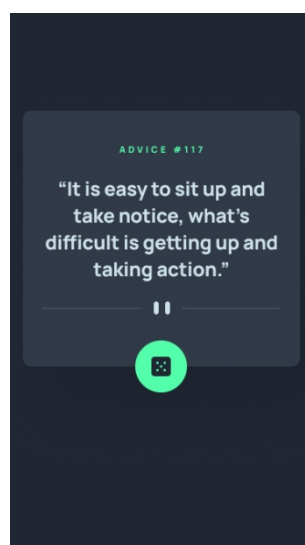 ADVICE #117
“It is easy to sit up and
take notice, what’s
difficult is getting up and
taking action.”